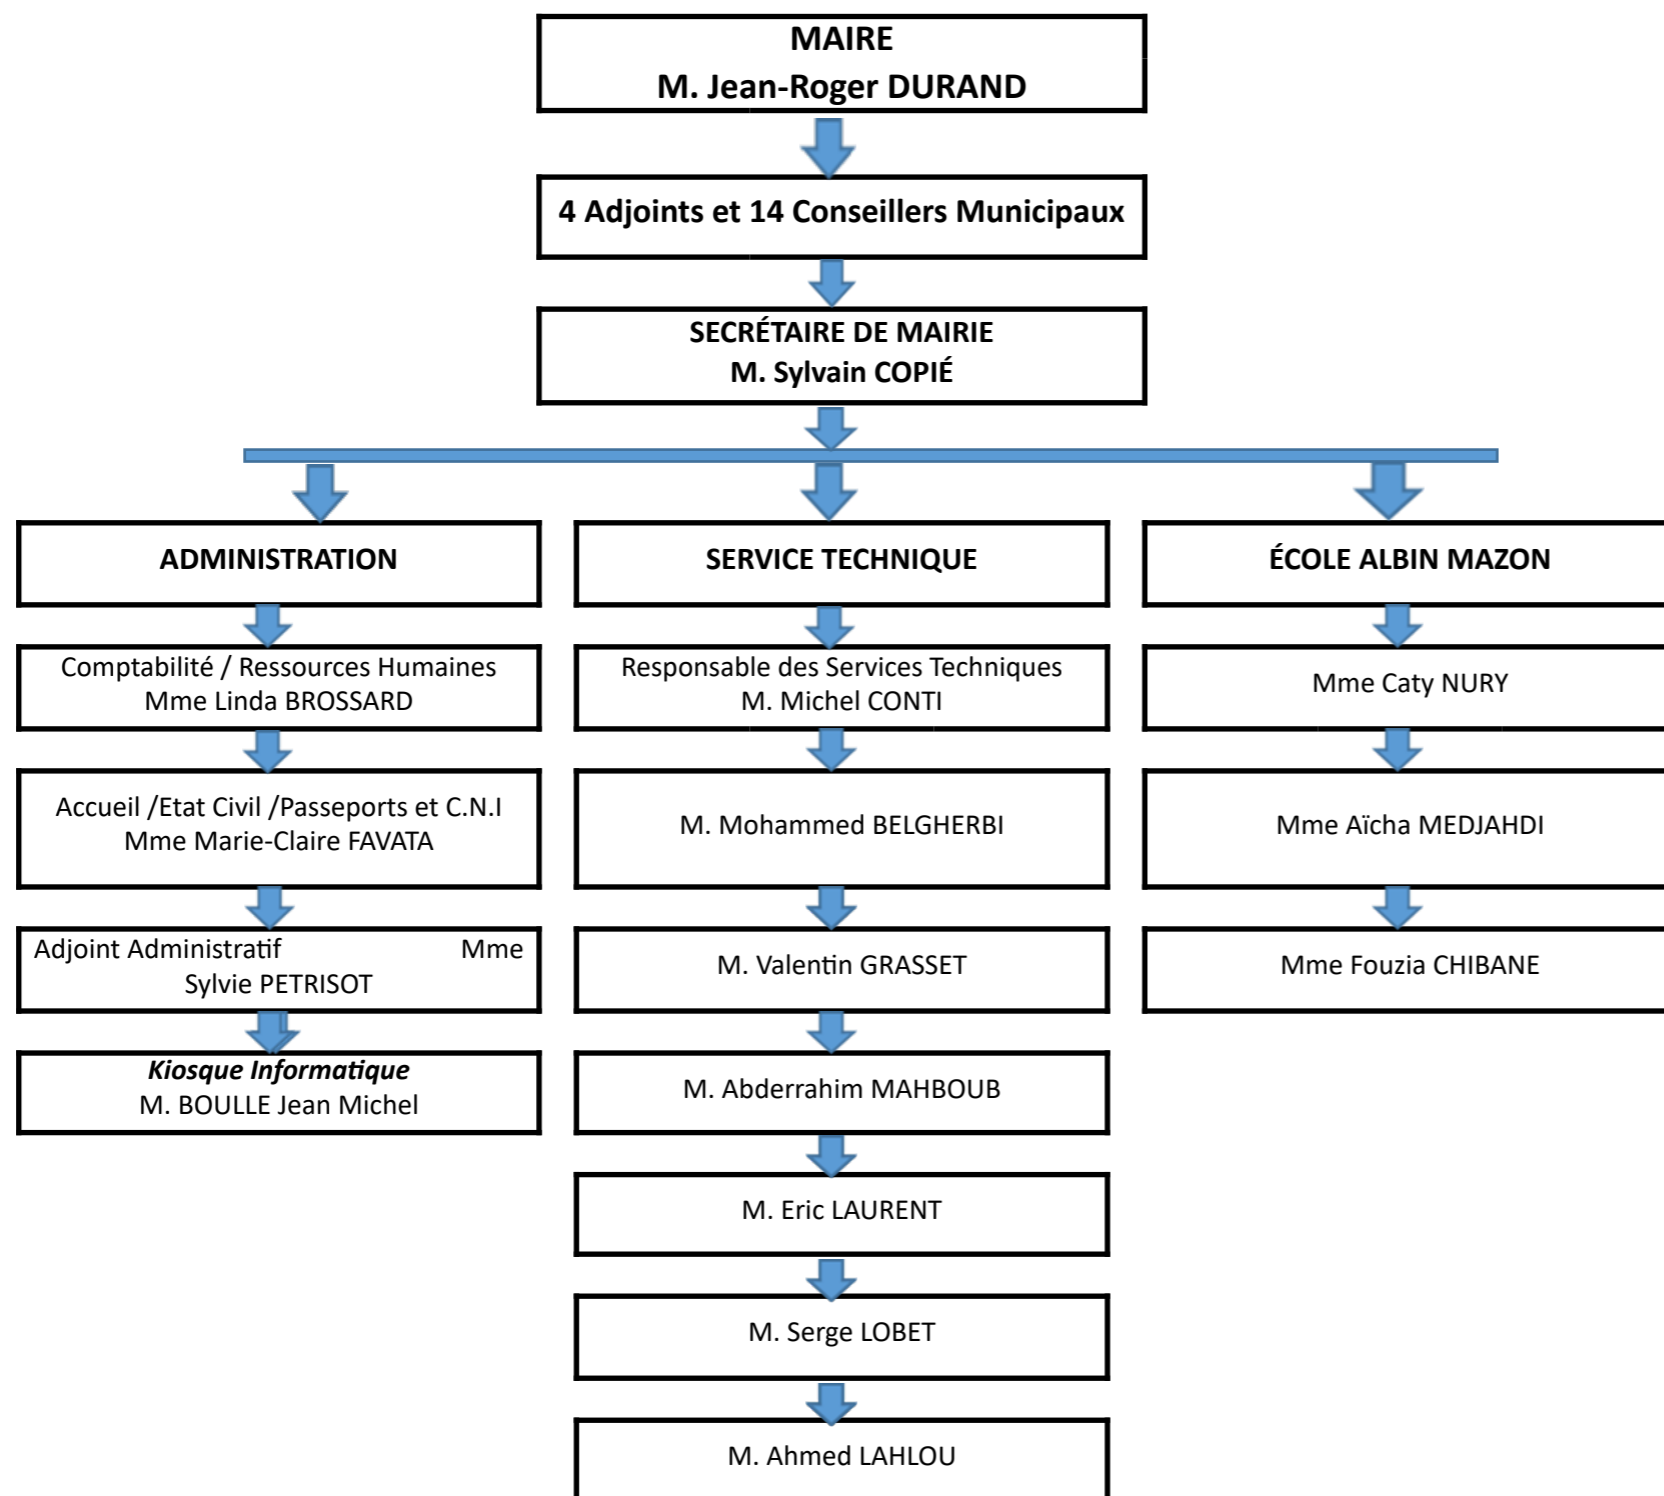 MAIRE
M. Jean-Roger DURAND
4 Adjoints et 14 Conseillers Municipaux
SECRÉTAIRE DE MAIRIE
M. Sylvain COPIÉ
ADMINISTRATION
Comptabilité / Ressources Humaines
Mme Linda BROSSARD
Accueil /Etat Civil /Passeports et C.N.I
Mme Marie-Claire FAVATA
Adjoint Administratif Mme
Sylvie PETRISOT
Kiosque Informatique
M. BOULLE Jean Michel
SERVICE TECHNIQUE
Responsable des Services Techniques
M. Michel CONTI
M. Mohammed BELGHERBI
M. Valentin GRASSET
M. Abderrahim MAHBOUB
M. Eric LAURENT
M. Serge LOBET
M. Ahmed LAHLOU
ÉCOLE ALBIN MAZON
Mme Caty NURY
Mme Aïcha MEDJAHDI
Mme Fouzia CHIBANE